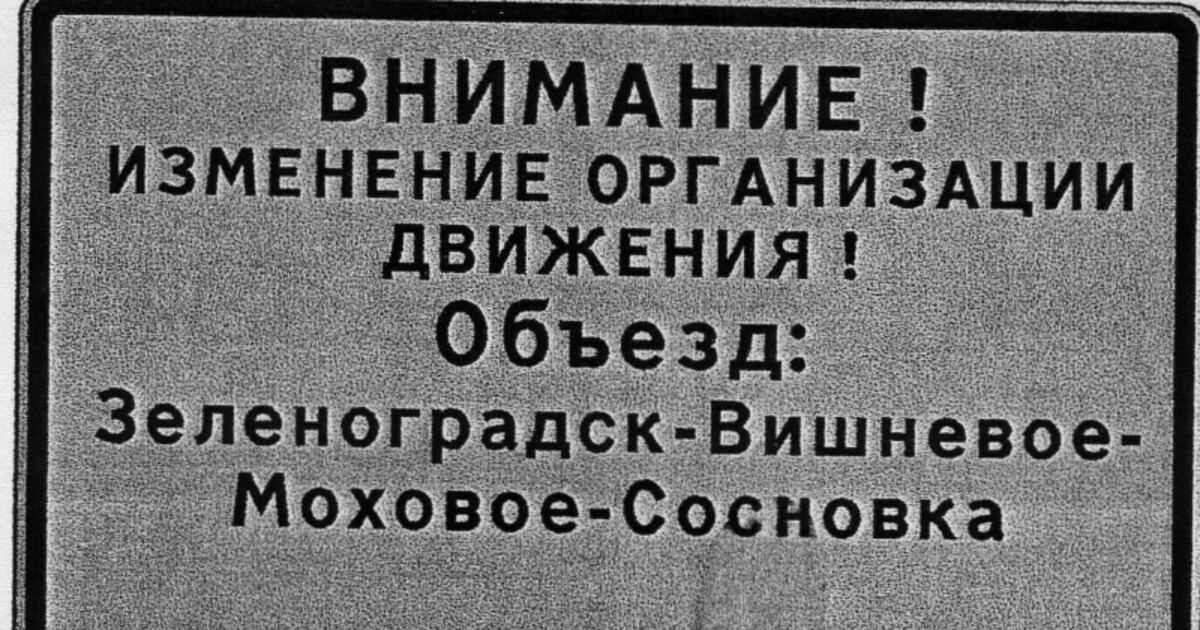 ВНИМАНИЕ !
ИЗМЕНЕНИЕ ОРГАНИЗАЦИИ
ДВИЖЕНИЯ !
Объезд:
Зеленоградск-Вишневое-
Моховое-Сосновка